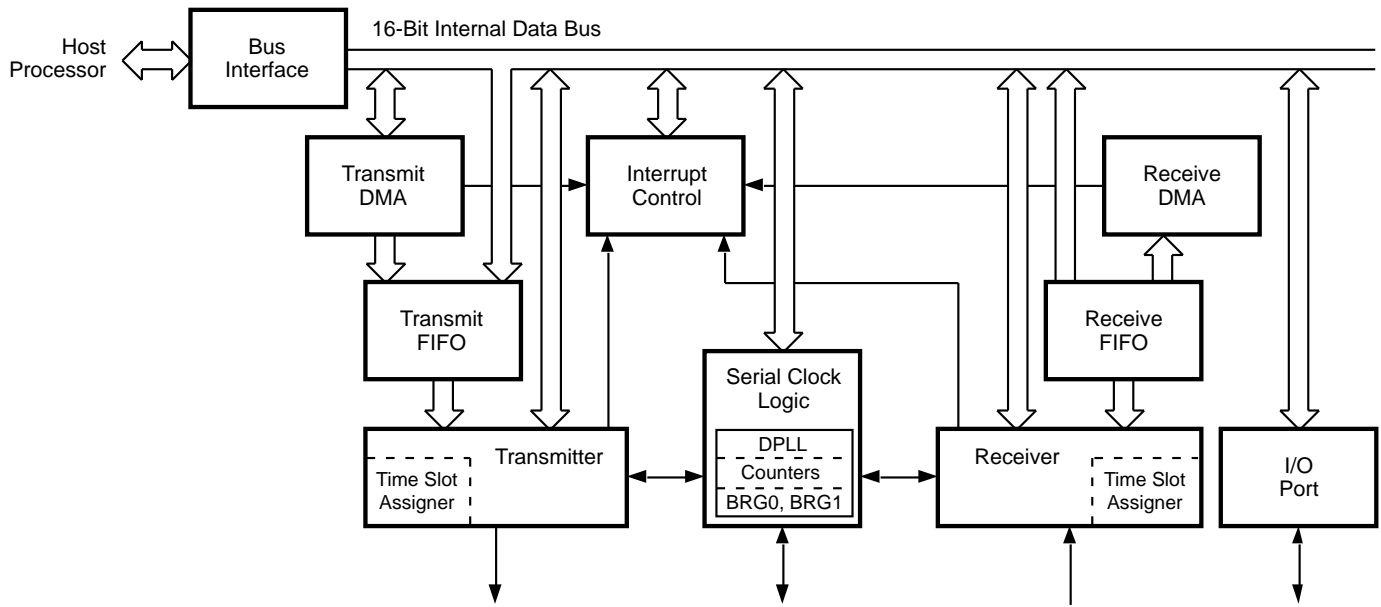 16-Bit Internal Data Bus
Host
Processor
Bus
Interface
Transmit
DMA
Interrupt
Control
Receive
DMA
Transmit
FIFO
Receive
FIFO
Serial Clock
Logic
DPLL
Counters
BRG0, BRG1
Transmitter
Time Slot
Assigner
Receiver
Time Slot
Assigner
I/O
Port